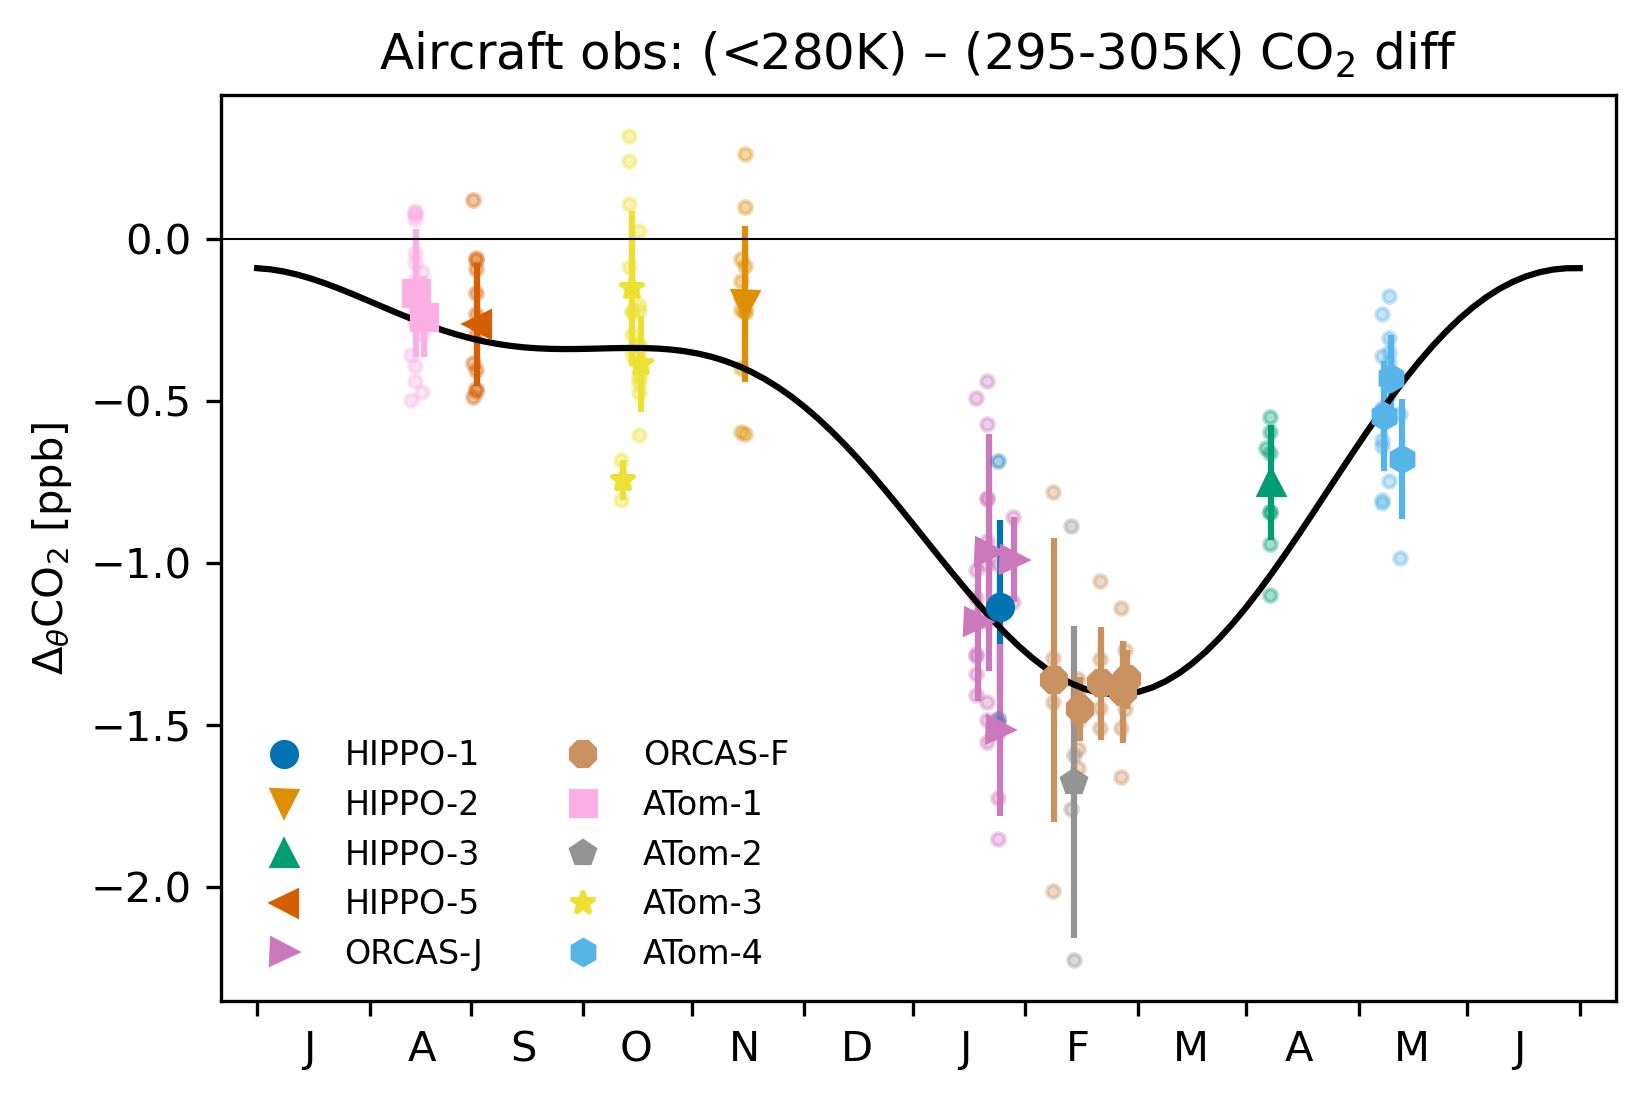 Aircraft obs: (<280K) – (295-305K) CO₂ diff
Δ_θCO₂ [ppb]
0.0
−0.5
−1.0
−1.5
−2.0
HIPPO-1
HIPPO-2
HIPPO-3
HIPPO-5
ORCAS-J
ORCAS-F
ATom-1
ATom-2
ATom-3
ATom-4
J A S O N D J F M A M J